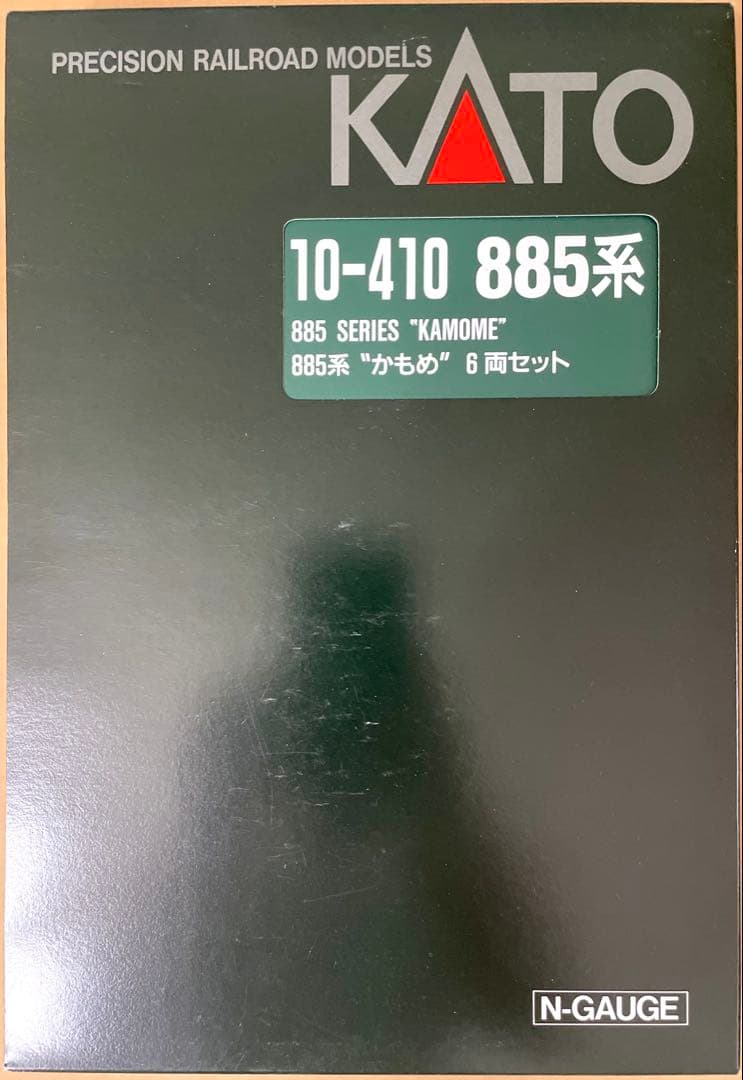 PRECISION RAILROAD MODELS
KATO
10-410 885系
885 SERIES "KAMOME"
885系 "かもめ" 6両セット
N-GAUGE